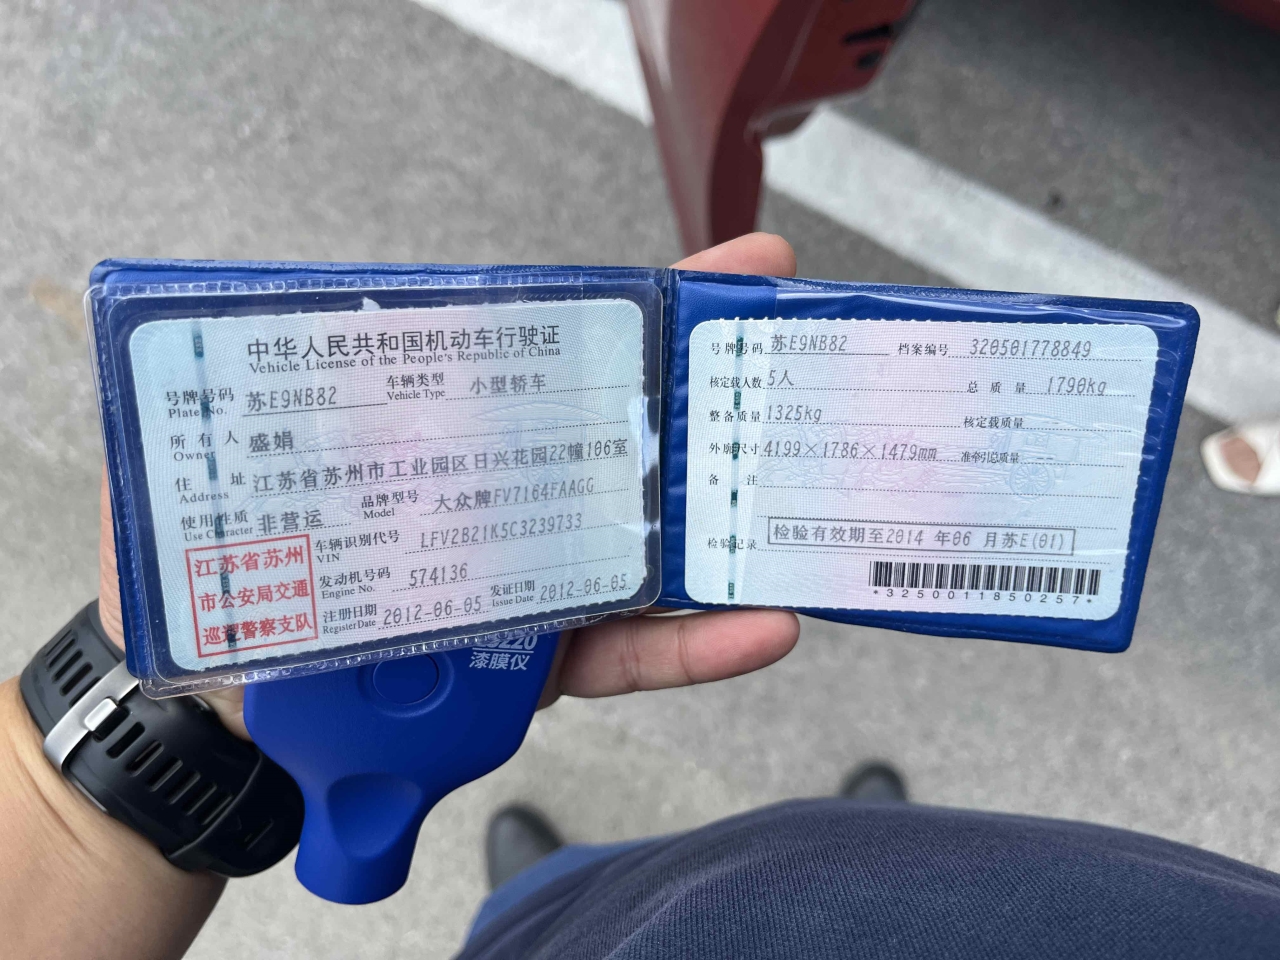 中华人民共和国机动车行驶证
Vehicle License of the People's Republic of China
号牌号码 苏E9NB82 车辆类型 小型轿车
Plate No. Vehicle Type
所有人 盛娟
Owner
住址 江苏省苏州市工业园区日兴花园22幢106室
Address
使用性质 非营运 品牌型号 大众牌FV7164FAAGG
Use Character Model
江苏省苏州
市公安局交通
巡逻警察支队
车辆识别代号 LFV2B21K5C3239733
VIN
发动机号码 574136
Engine No.
注册日期 2012-06-05 发证日期 2012-06-05
Register Date Issue Date
号牌号码 苏E9NB82 档案编号 320501778849
核定载人数 5人 总质量 1790kg
整备质量 1325kg 核定载质量 --
外廓尺寸 4199×1786×1479mm 准牵引总质量 --
备注
检验记录 检验有效期至2014年06月苏E(01)
*3250011850257*
漆膜仪